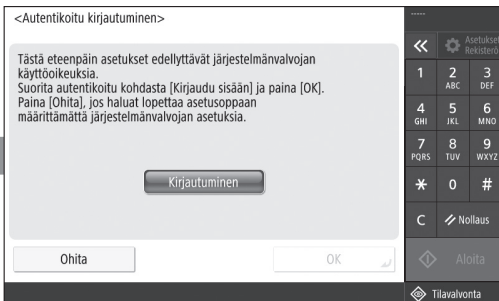 <Autentikoitu kirjautuminen>
Tästä eteenpäin asetukset edellyttävät järjestelmänvalvojan
käyttöoikeuksia.
Suorita autentikoitu kohdasta [Kirjaudu sisään] ja paina [OK].
Paina [Ohita], jos haluat lopettaa asetusoppaan
määrittämättä järjestelmänvalvojan asetuksia.
Kirjautuminen
Ohita
OK
-----
Asetukset
Rekisterö
1 2 3
ABC DEF
4 5 6
GHI JKL MNO
7 8 9
PQRS TUV WXYZ
* 0 #
C Nollaus
Aloita
Tilavalvonta